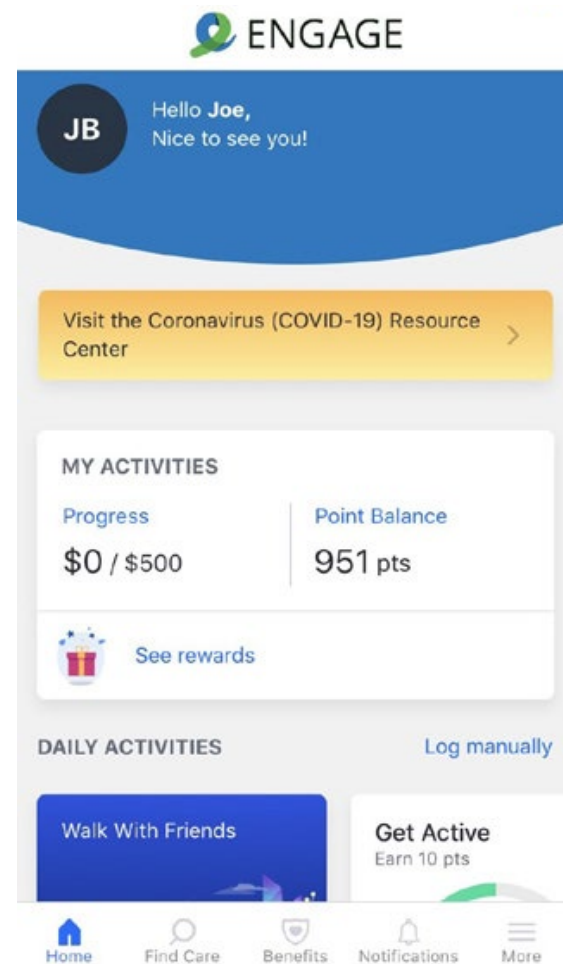 ENGAGE
JB
Hello Joe,
Nice to see you!
Visit the Coronavirus (COVID-19) Resource
Center
MY ACTIVITIES
Progress
$0 / $500
Point Balance
951 pts
See rewards
DAILY ACTIVITIES
Log manually
Walk With Friends
Get Active
Earn 10 pts
Home
Find Care
Benefits
Notifications
More